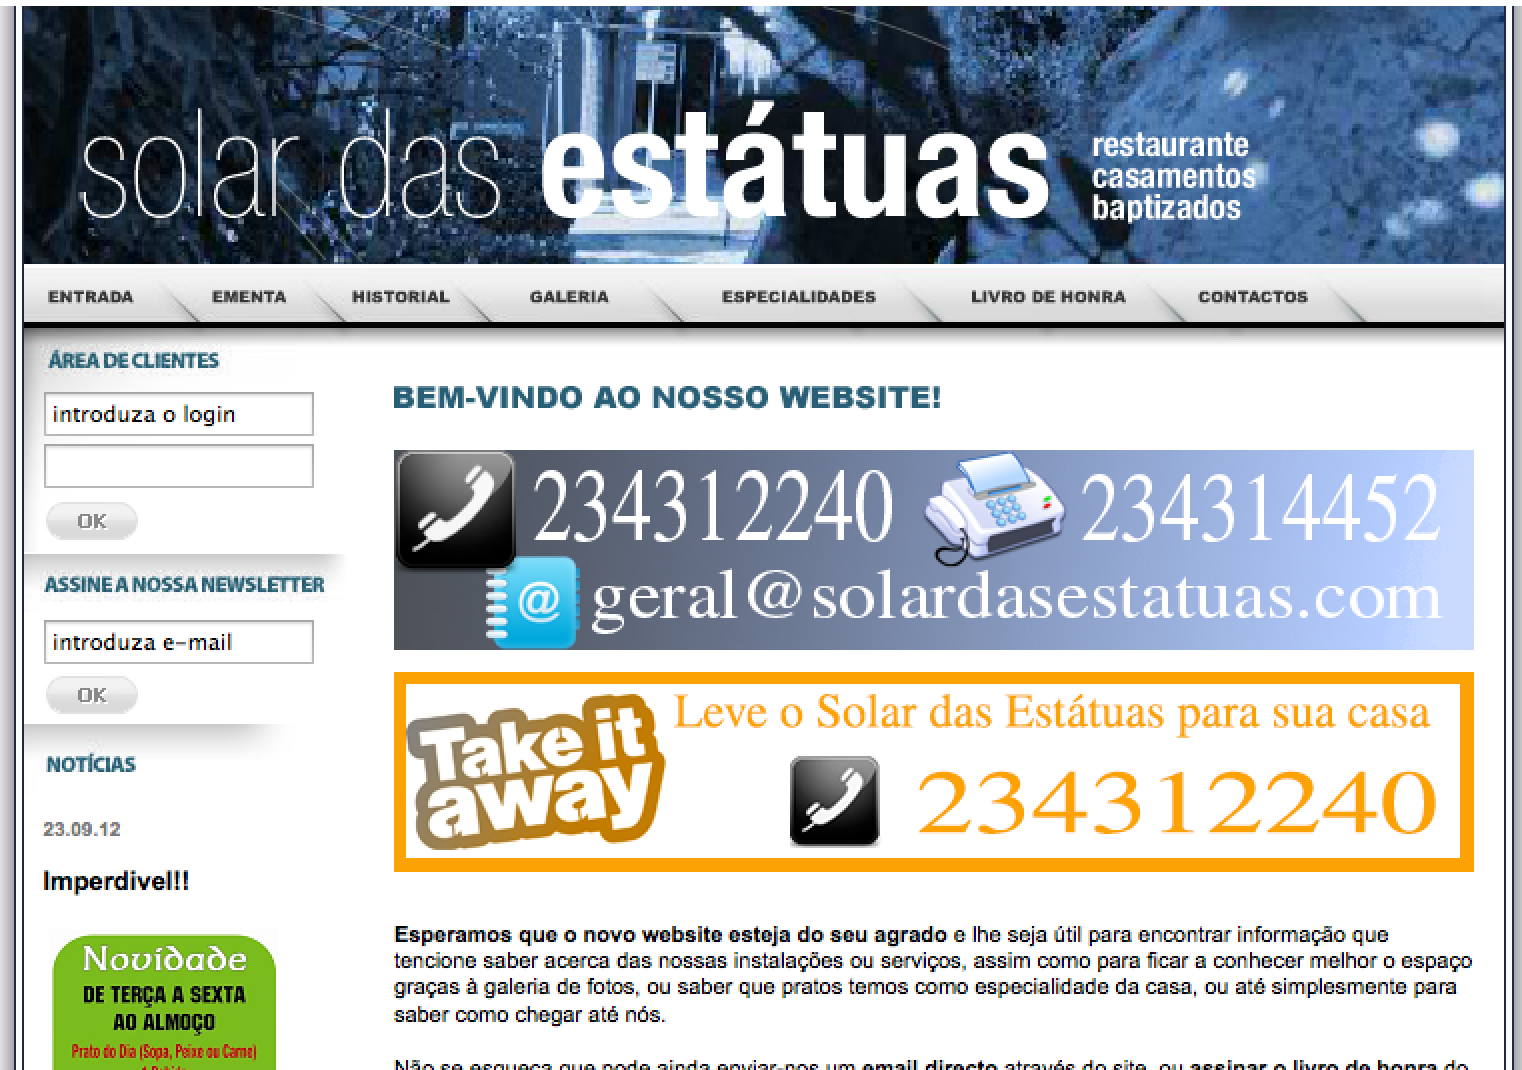 solar das estátuas
restaurante
casamentos
baptizados
ENTRADA EMENTA HISTORIAL GALERIA ESPECIALIDADES LIVRO DE HONRA CONTACTOS
ÁREA DE CLIENTES
introduza o login
OK
ASSINE A NOSSA NEWSLETTER
introduza e-mail
OK
NOTÍCIAS
23.09.12
Imperdivel!!
Novidade
DE TERÇA A SEXTA
AO ALMOÇO
Prato do Dia (Sopa, Peixe ou Carne)
BEM-VINDO AO NOSSO WEBSITE!
234312240 234314452
@ geral@solardasestatuas.com
Take it
away
Leve o Solar das Estátuas para sua casa
234312240
Esperamos que o novo website esteja do seu agrado e lhe seja útil para encontrar informação que
tencione saber acerca das nossas instalações ou serviços, assim como para ficar a conhecer melhor o espaço
graças à galeria de fotos, ou saber que pratos temos como especialidade da casa, ou até simplesmente para
saber como chegar até nós.
Não se esqueça que pode ainda enviar-nos um email directo através do site, ou assinar o livro de honra do